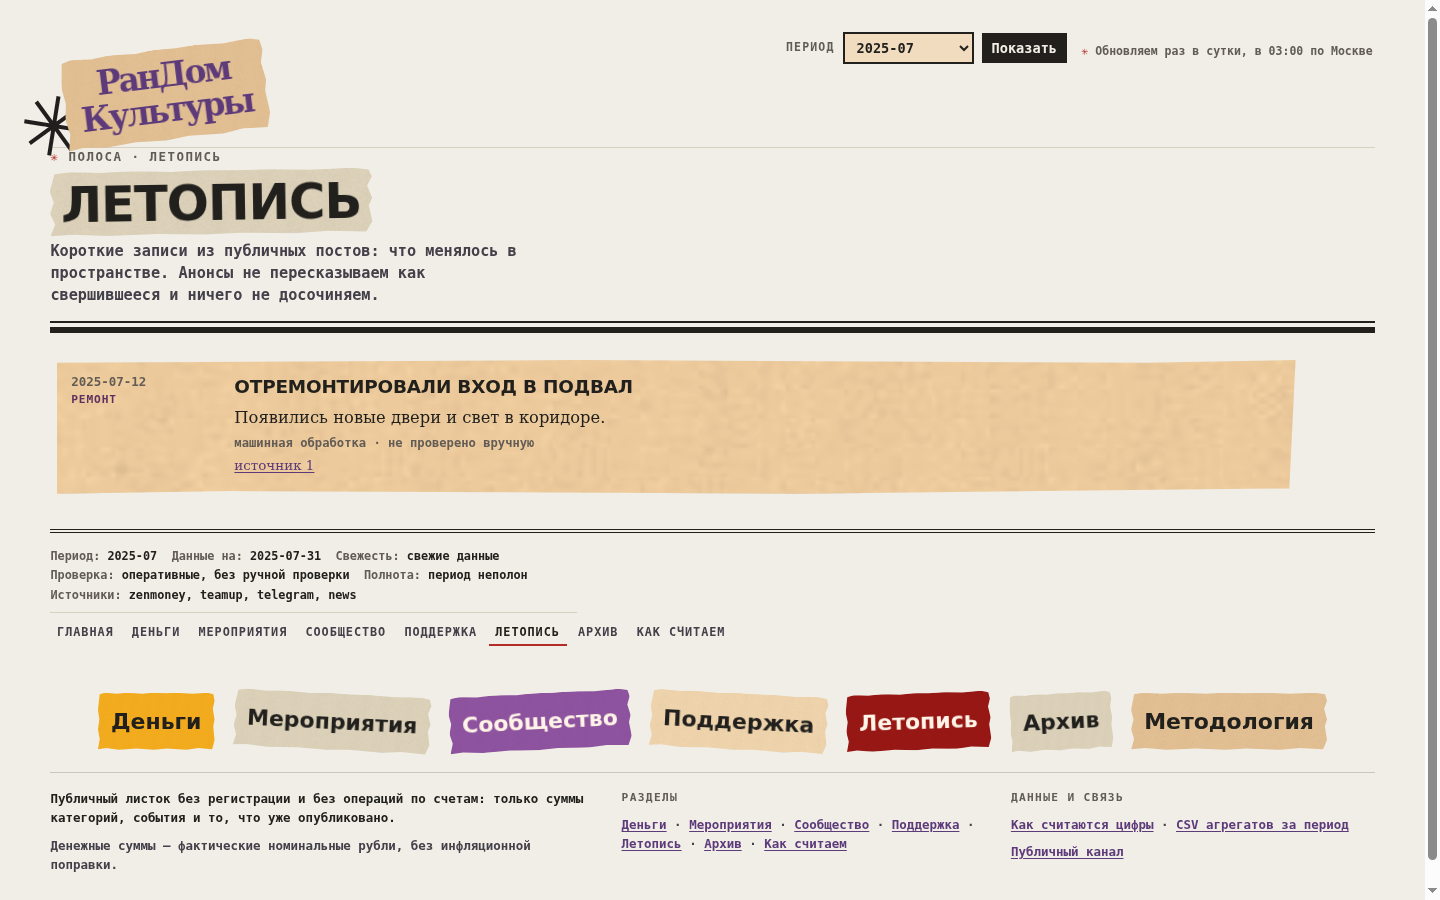 РанДом
Культуры
ПЕРИОД 2025-07 Показать * Обновляем раз в сутки, в 03:00 по Москве
* ПОЛОСА · ЛЕТОПИСЬ
ЛЕТОПИСЬ
Короткие записи из публичных постов: что менялось в
пространстве. Анонсы не пересказываем как
свершившееся и ничего не досочиняем.
2025-07-12
РЕМОНТ
ОТРЕМОНТИРОВАЛИ ВХОД В ПОДВАЛ
Появились новые двери и свет в коридоре.
машинная обработка · не проверено вручную
источник 1
Период: 2025-07 Данные на: 2025-07-31 Свежесть: свежие данные
Проверка: оперативные, без ручной проверки Полнота: период неполон
Источники: zenmoney, teamup, telegram, news
ГЛАВНАЯ ДЕНЬГИ МЕРОПРИЯТИЯ СООБЩЕСТВО ПОДДЕРЖКА ЛЕТОПИСЬ АРХИВ КАК СЧИТАЕМ
Деньги Мероприятия Сообщество Поддержка Летопись Архив Методология
Публичный листок без регистрации и без операций по счетам: только суммы
категорий, события и то, что уже опубликовано.
Денежные суммы — фактические номинальные рубли, без инфляционной
поправки.
РАЗДЕЛЫ
Деньги · Мероприятия · Сообщество · Поддержка ·
Летопись · Архив · Как считаем
ДАННЫЕ И СВЯЗЬ
Как считаются цифры · CSV агрегатов за период
Публичный канал